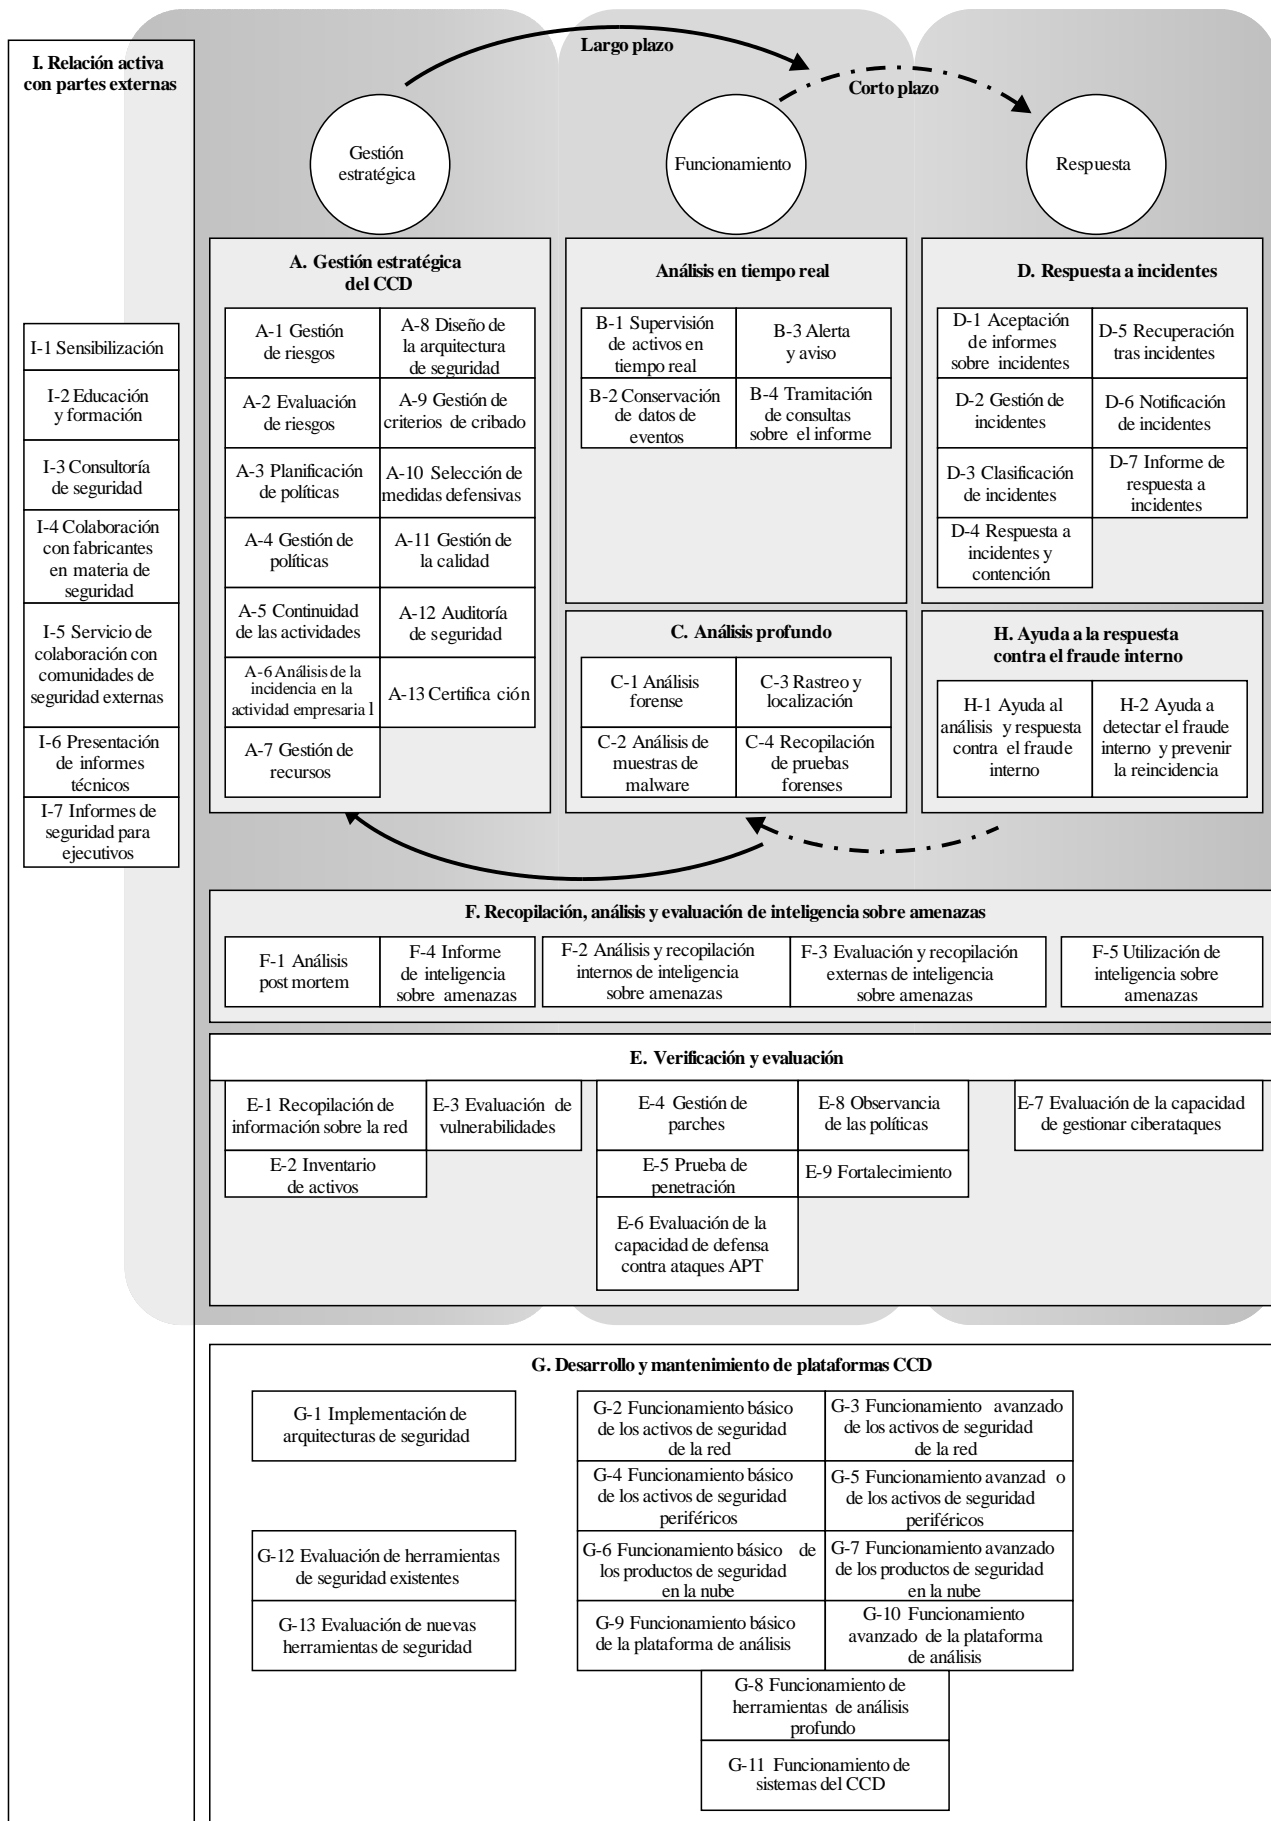 I. Relación activa
con partes externas
I-1 Sensibilización
I-2 Educación
y formación
I-3 Consultoría
de seguridad
I-4 Colaboración
con fabricantes
en materia de
seguridad
I-5 Servicio de
colaboración con
comunidades de
seguridad externas
I-6 Presentación
de informes
técnicos
I-7 Informes de
seguridad para
ejecutivos
Largo plazo
Corto plazo
Gestión
estratégica
Funcionamiento
Respuesta
A. Gestión estratégica
del CCD
A-1 Gestión
de riesgos
A-8 Diseño de
la arquitectura
de seguridad
A-2 Evaluación
de riesgos
A-9 Gestión de
criterios de cribado
A-3 Planificación
de políticas
A-10 Selección de
medidas defensivas
A-4 Gestión de
políticas
A-11 Gestión de
la calidad
A-5 Continuidad
de las actividades
A-12 Auditoría
de seguridad
A-6 Análisis de la
incidencia en la
actividad empresaria l
A-13 Certifica ción
A-7 Gestión de
recursos
Análisis en tiempo real
B-1 Supervisión
de activos en
tiempo real
B-3 Alerta
y aviso
B-2 Conservación
de datos de
eventos
B-4 Tramitación
de consultas
sobre el informe
C. Análisis profundo
C-1 Análisis
forense
C-3 Rastreo y
localización
C-2 Análisis de
muestras de
malware
C-4 Recopilación
de pruebas
forenses
D. Respuesta a incidentes
D-1 Aceptación
de informes
sobre incidentes
D-5 Recuperación
tras incidentes
D-2 Gestión de
incidentes
D-6 Notificación
de incidentes
D-3 Clasificación
de incidentes
D-7 Informe de
respuesta a
incidentes
D-4 Respuesta a
incidentes y
contención
H. Ayuda a la respuesta
contra el fraude interno
H-1 Ayuda al
análisis y respuesta
contra el fraude
interno
H-2 Ayuda a
detectar el fraude
interno y prevenir
la reincidencia
F. Recopilación, análisis y evaluación de inteligencia sobre amenazas
F-1 Análisis
post mortem
F-4 Informe
de inteligencia
sobre amenazas
F-2 Análisis y recopilación
internos de inteligencia
sobre amenazas
F-3 Evaluación y recopilación
externas de inteligencia
sobre amenazas
F-5 Utilización de
inteligencia sobre
amenazas
E. Verificación y evaluación
E-1 Recopilación de
información sobre la red
E-3 Evaluación de
vulnerabilidades
E-2 Inventario
de activos
E-4 Gestión de
parches
E-8 Observancia
de las políticas
E-5 Prueba de
penetración
E-9 Fortalecimiento
E-6 Evaluación de la
capacidad de defensa
contra ataques APT
E-7 Evaluación de la capacidad
de gestionar ciberataques
G. Desarrollo y mantenimiento de plataformas CCD
G-1 Implementación de
arquitecturas de seguridad
G-12 Evaluación de herramientas
de seguridad existentes
G-13 Evaluación de nuevas
herramientas de seguridad
G-2 Funcionamiento básico
de los activos de seguridad
de la red
G-3 Funcionamiento avanzado
de los activos de seguridad
de la red
G-4 Funcionamiento básico
de los activos de seguridad
periféricos
G-5 Funcionamiento avanzad o
de los activos de seguridad
periféricos
G-6 Funcionamiento básico de
los productos de seguridad
en la nube
G-7 Funcionamiento avanzado
de los productos de seguridad
en la nube
G-9 Funcionamiento básico
de la plataforma de análisis
G-10 Funcionamiento
avanzado de la plataforma
de análisis
G-8 Funcionamiento de
herramientas de análisis
profundo
G-11 Funcionamiento de
sistemas del CCD